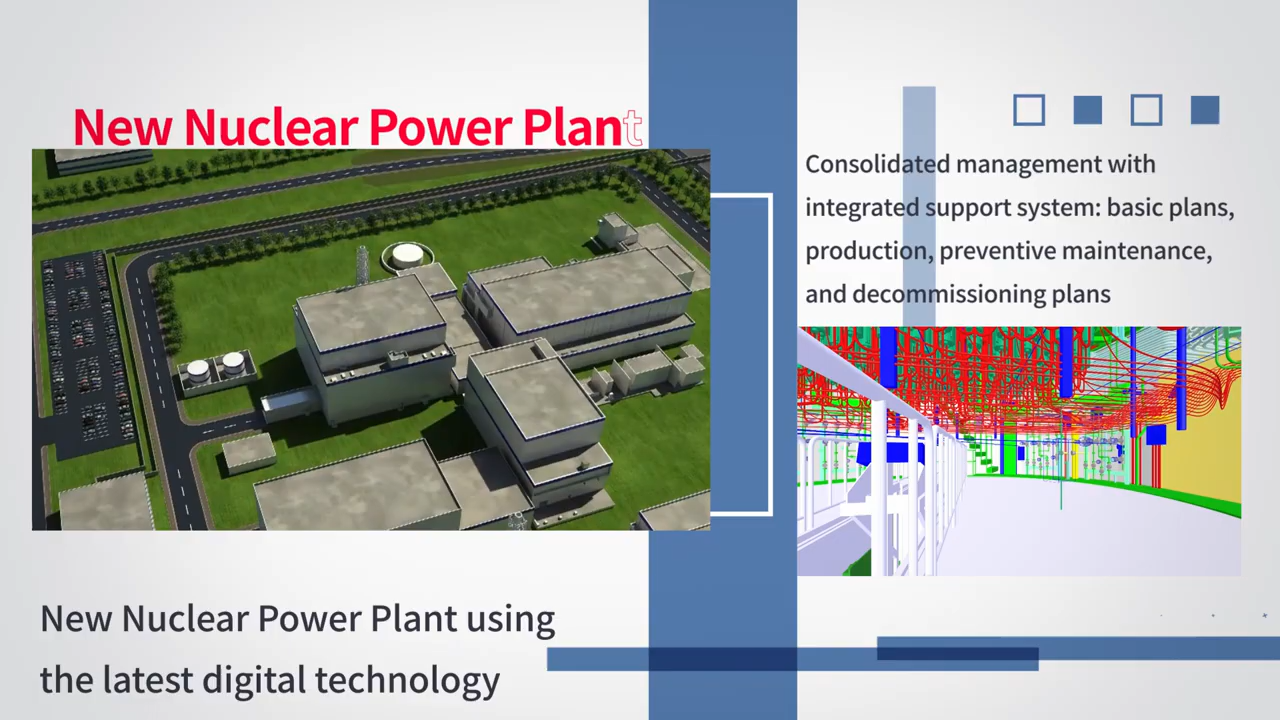 New Nuclear Power Plant
Consolidated management with
integrated support system: basic plans,
production, preventive maintenance,
and decommissioning plans
New Nuclear Power Plant using
the latest digital technology